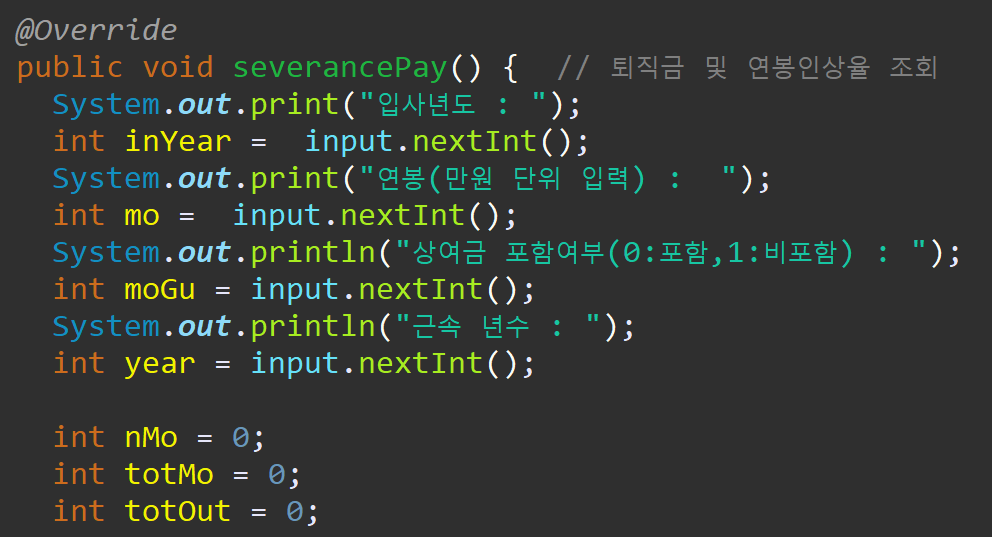 @Override
public void severancePay() {  // 퇴직금 및 연봉인상율 조회
  System.out.print("입사년도 : ");
  int inYear =  input.nextInt();
  System.out.print("연봉(만원 단위 입력) :  ");
  int mo =  input.nextInt();
  System.out.println("상여금 포함여부(0:포함,1:비포함) : ");
  int moGu = input.nextInt();
  System.out.println("근속 년수 : ");
  int year = input.nextInt();
  int nMo = 0;
  int totMo = 0;
  int totOut = 0;